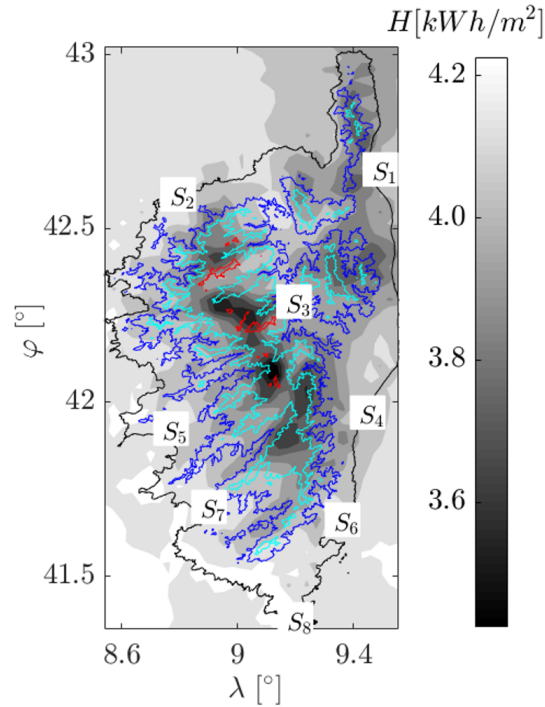 H[kWh/m²]
43
4.2
S₁
S₂
42.5
4.0
S₃
φ [°]
3.8
42
S₄
S₅
3.6
S₇
S₆
41.5
S₈
8.6 9 9.4
λ [°]